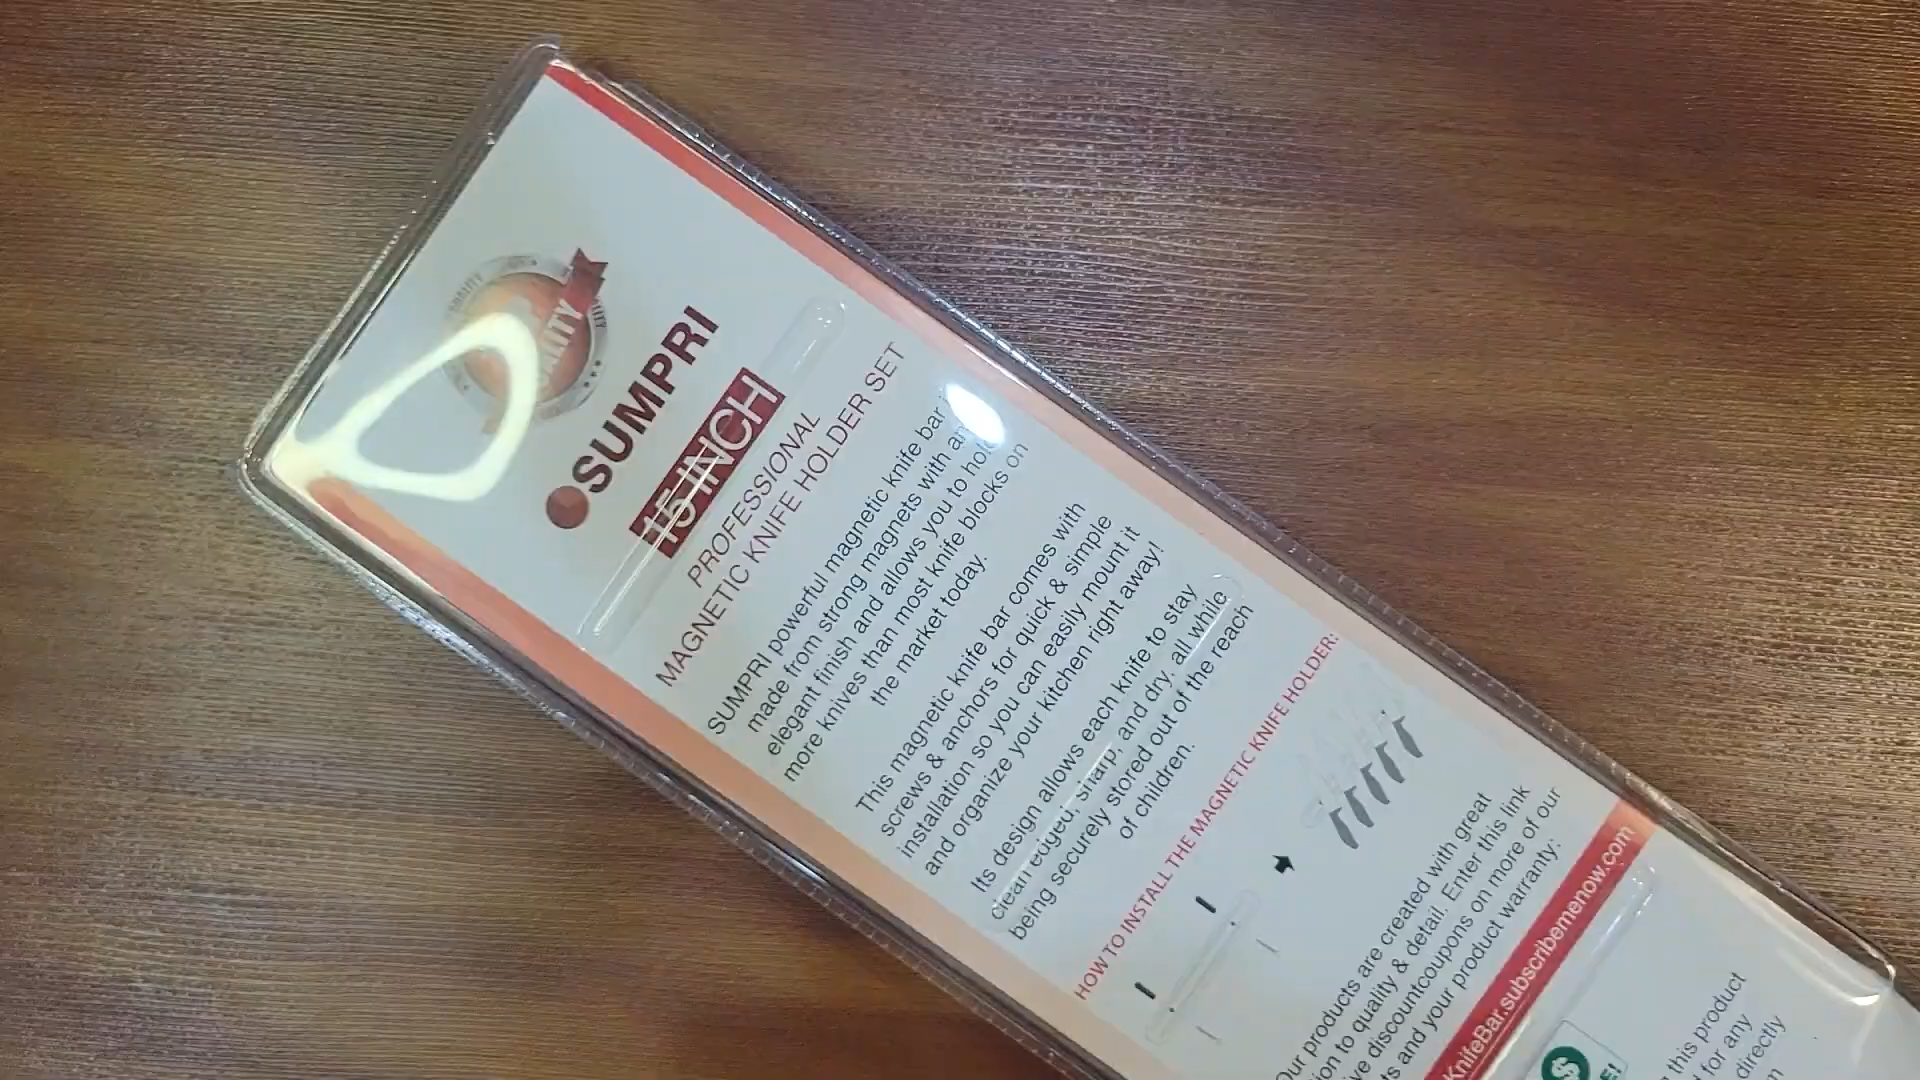 QUALITY
SUMPRI
15 INCH
PROFESSIONAL
MAGNETIC KNIFE HOLDER SET
SUMPRI powerful magnetic knife bar
made from strong magnets with an
elegant finish and allows you to hold
more knives than most knife blocks on
the market today.
This magnetic knife bar comes with
screws & anchors for quick & simple
installation so you can easily mount it
and organize your kitchen right away!
Its design allows each knife to stay
clean edged, sharp, and dry, all while
being securely stored out of the reach
of children.
HOW TO INSTALL THE MAGNETIC KNIFE HOLDER:
Our products are created with great
to quality & detail. Enter this link
discountcoupons on more of our
and your product warranty:
KnifeBar.subscribemenow.com
$
this product
for any
directly